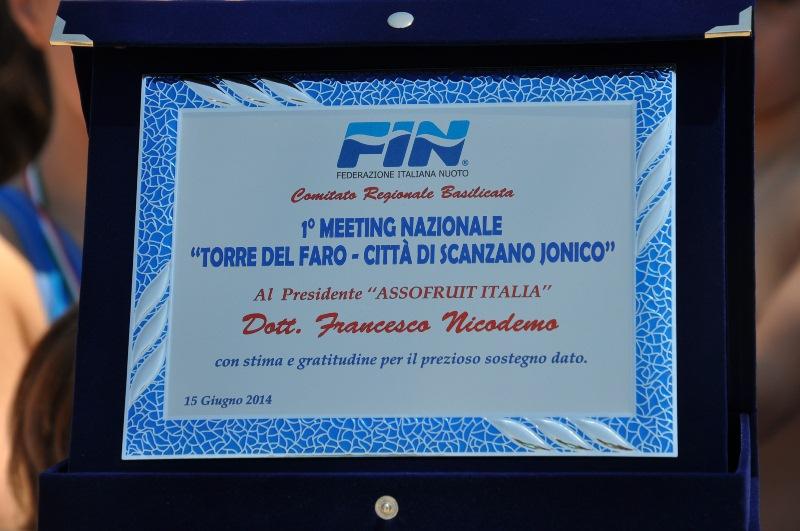 FIN®
FEDERAZIONE ITALIANA NUOTO
Comitato Regionale Basilicata
1° MEETING NAZIONALE
“TORRE DEL FARO - CITTÀ DI SCANZANO JONICO”
Al Presidente “ASSOFRUIT ITALIA”
Dott. Francesco Nicodemo
con stima e gratitudine per il prezioso sostegno dato.
15 Giugno 2014